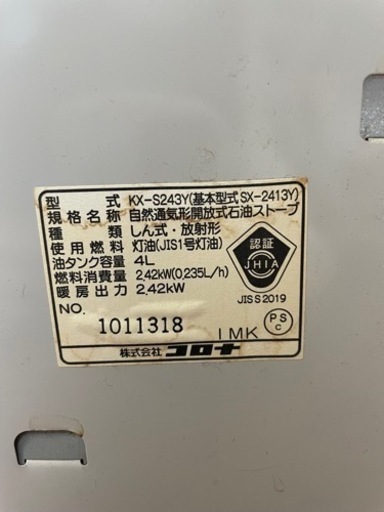 型 式 KX-S243Y(基本型式SX-2413Y)
規格名称 自然通気形開放式石油ストーブ
種 類 しん式・放射形
使用燃料 灯油(JIS1号灯油)
油タンク容量 4L
燃料消費量 2.42kW(0.235L/h)
暖房出力 2.42kW
認証
JHIA
JIS S 2019
NO.
1011318 IMK
PS
C
株式会社 コロナ